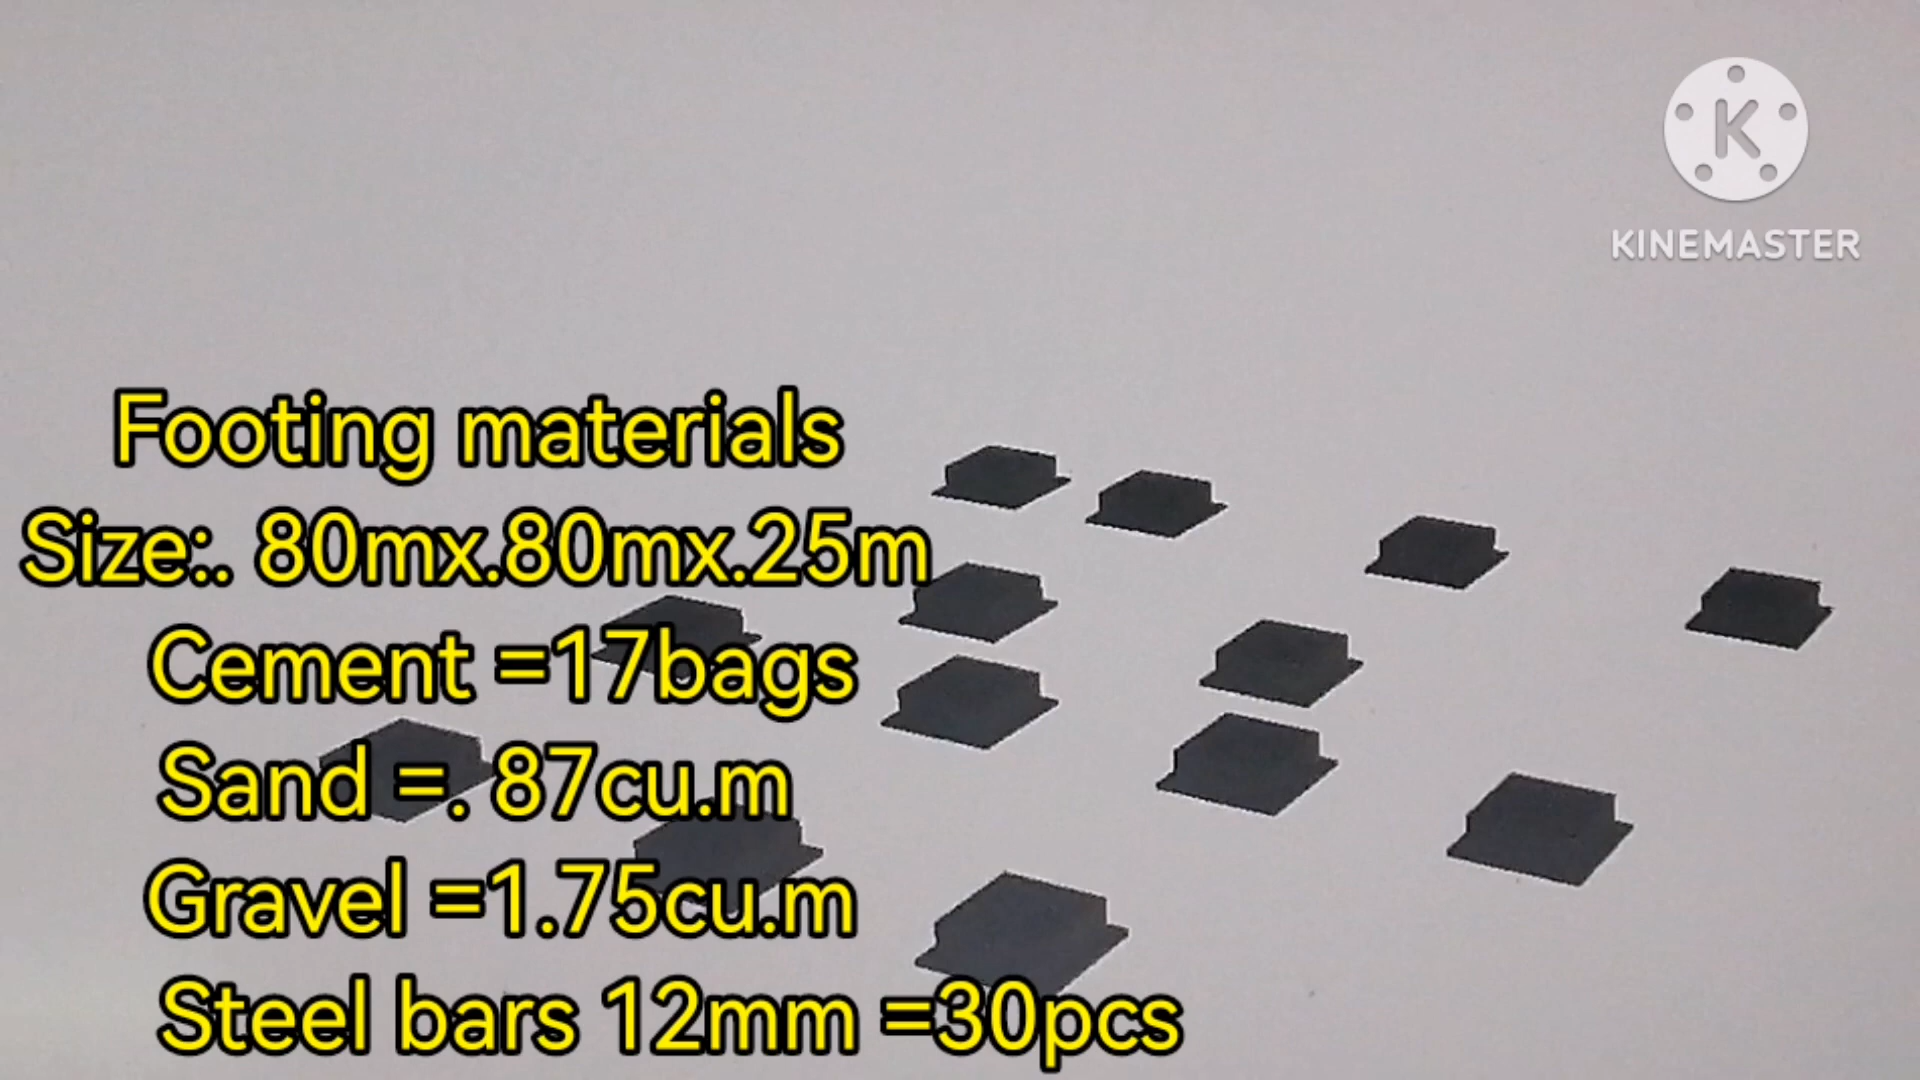 K
KINEMASTER
Footing materials
Size:. 80mx.80mx.25m
Cement =17bags
Sand =. 87cu.m
Gravel =1.75cu.m
Steel bars 12mm =30pcs